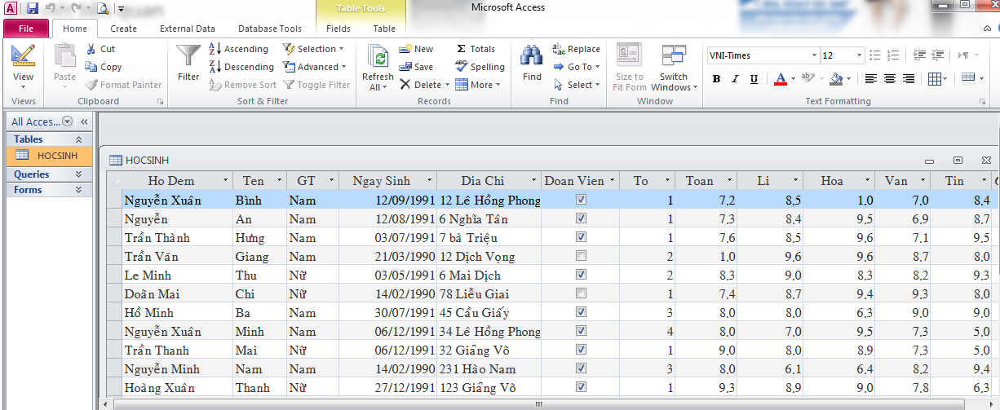 Table Tools
Microsoft Access
File Home Create External Data Database Tools Fields Table
View
Views
Paste
Cut
Copy
Format Painter
Clipboard
Filter
Ascending
Descending
Remove Sort
Selection
Advanced
Toggle Filter
Sort & Filter
Refresh All
New
Save
Delete
Totals
Spelling
More
Records
Find
Replace
Go To
Select
Find
Size to Fit Form
Switch Windows
Window
VNI-Times 12
B I U A
Text Formatting
All Acces...
Tables
HOCSINH
Queries
Forms
HOCSINH
Ho Dem Ten GT Ngay Sinh Dia Chi Doan Vien To Toan Li Hoa Van Tin
Nguyễn Xuân Bình Nam 12/09/1991 12 Lê Hồng Phong 1 7.2 8.5 1.0 7.0 8.4
Nguyễn An Nam 12/08/1991 6 Nghĩa Tân 1 7.3 8.4 9.5 6.9 8.7
Trần Thành Hưng Nam 03/07/1991 7 bà Triệu 1 7.6 8.5 9.6 7.1 9.5
Trần Văn Giang Nam 21/03/1990 12 Dịch Vọng 2 1.0 9.6 9.6 8.7 8.0
Le Minh Thu Nữ 03/05/1991 6 Mai Dịch 2 8.3 9.0 8.3 8.2 9.3
Doãn Mai Chi Nữ 14/02/1990 78 Liễu Giai 1 7.4 8.7 9.4 9.3 8.0
Hồ Minh Ba Nam 30/07/1991 45 Cầu Giấy 3 8.0 8.0 6.3 9.0 9.0
Nguyễn Xuân Minh Nam 06/12/1991 34 Lê Hồng Phong 4 8.0 7.0 9.5 7.3 5.0
Trần Thanh Mai Nữ 06/12/1991 32 Giảng Võ 1 9.0 8.0 8.9 7.3 5.0
Nguyễn Minh Nam Nam 14/02/1990 231 Hào Nam 3 8.0 6.1 6.4 8.2 9.4
Hoàng Xuân Thanh Nữ 27/12/1991 123 Giảng Võ 1 9.3 8.9 9.0 7.8 6.3